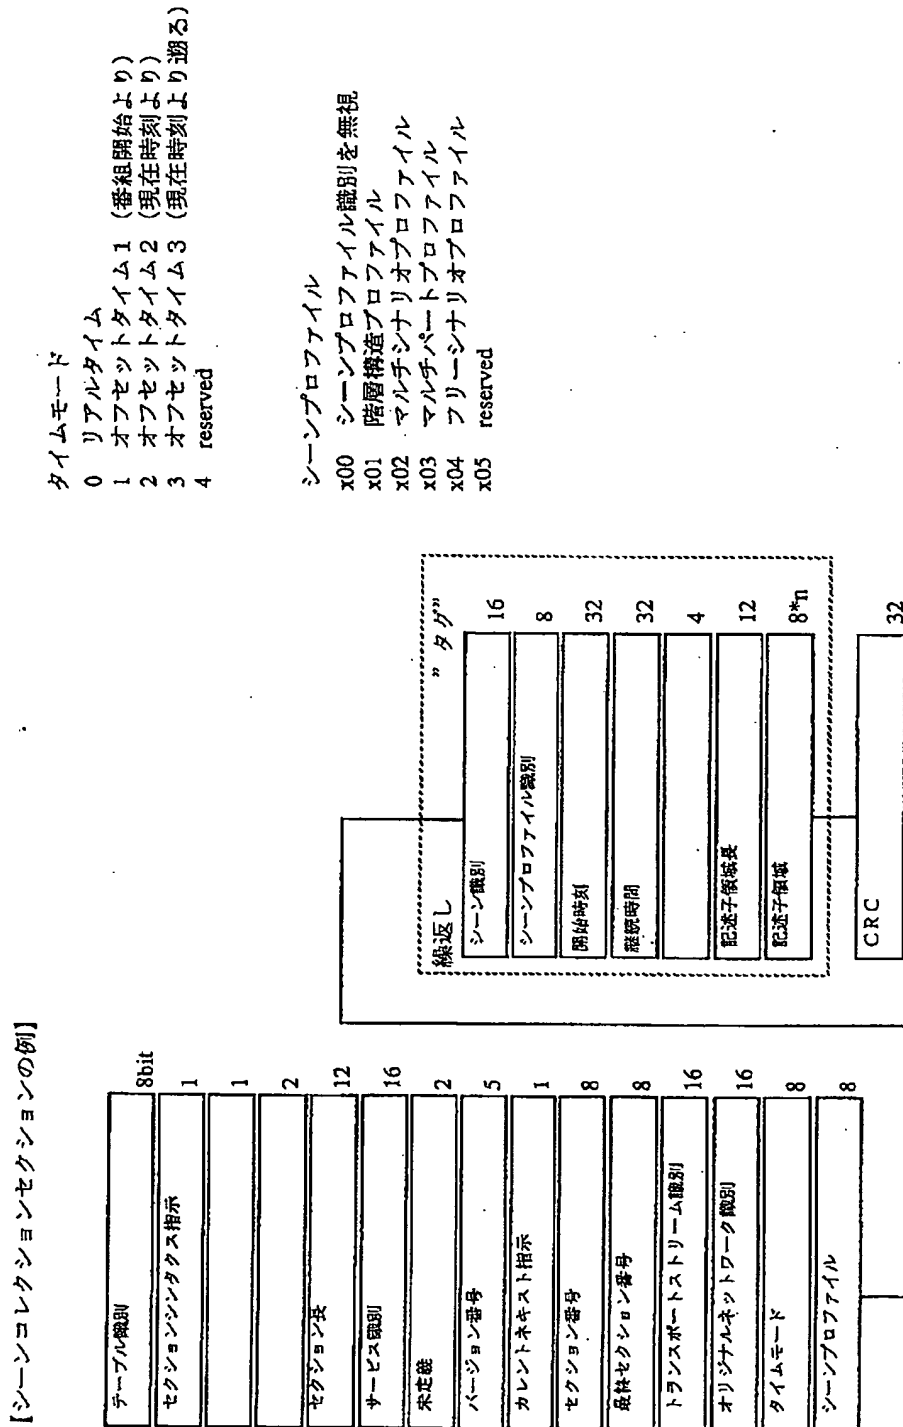 【シーンコレクションセクションの例】
テーブル識別 8bit
セクションシンタクス指示 1
1
2
セクション長 12
サービス識別 16
未定義 2
バージョン番号 5
カレントネキスト指示 1
セクション番号 8
最終セクション番号 8
トランスポートストリーム識別 16
オリジナルネットワーク識別 16
タイムモード 8
シーンプロファイル 8
繰返し ”タグ”
シーン識別 16
シーンプロファイル識別 8
開始時刻 32
継続時間 32
4
記述子領域長 12
記述子領域 8*n
CRC 32
タイムモード
0 リアルタイム
1 オフセットタイム1 (番組開始より)
2 オフセットタイム2 (現在時刻より)
3 オフセットタイム3 (現在時刻より遡る)
4 reserved
シーンプロファイル
x00 シーンプロファイル識別を無視
x01 階層構造プロファイル
x02 マルチシナリオプロファイル
x03 マルチパートプロファイル
x04 フリーシナリオプロファイル
x05 reserved